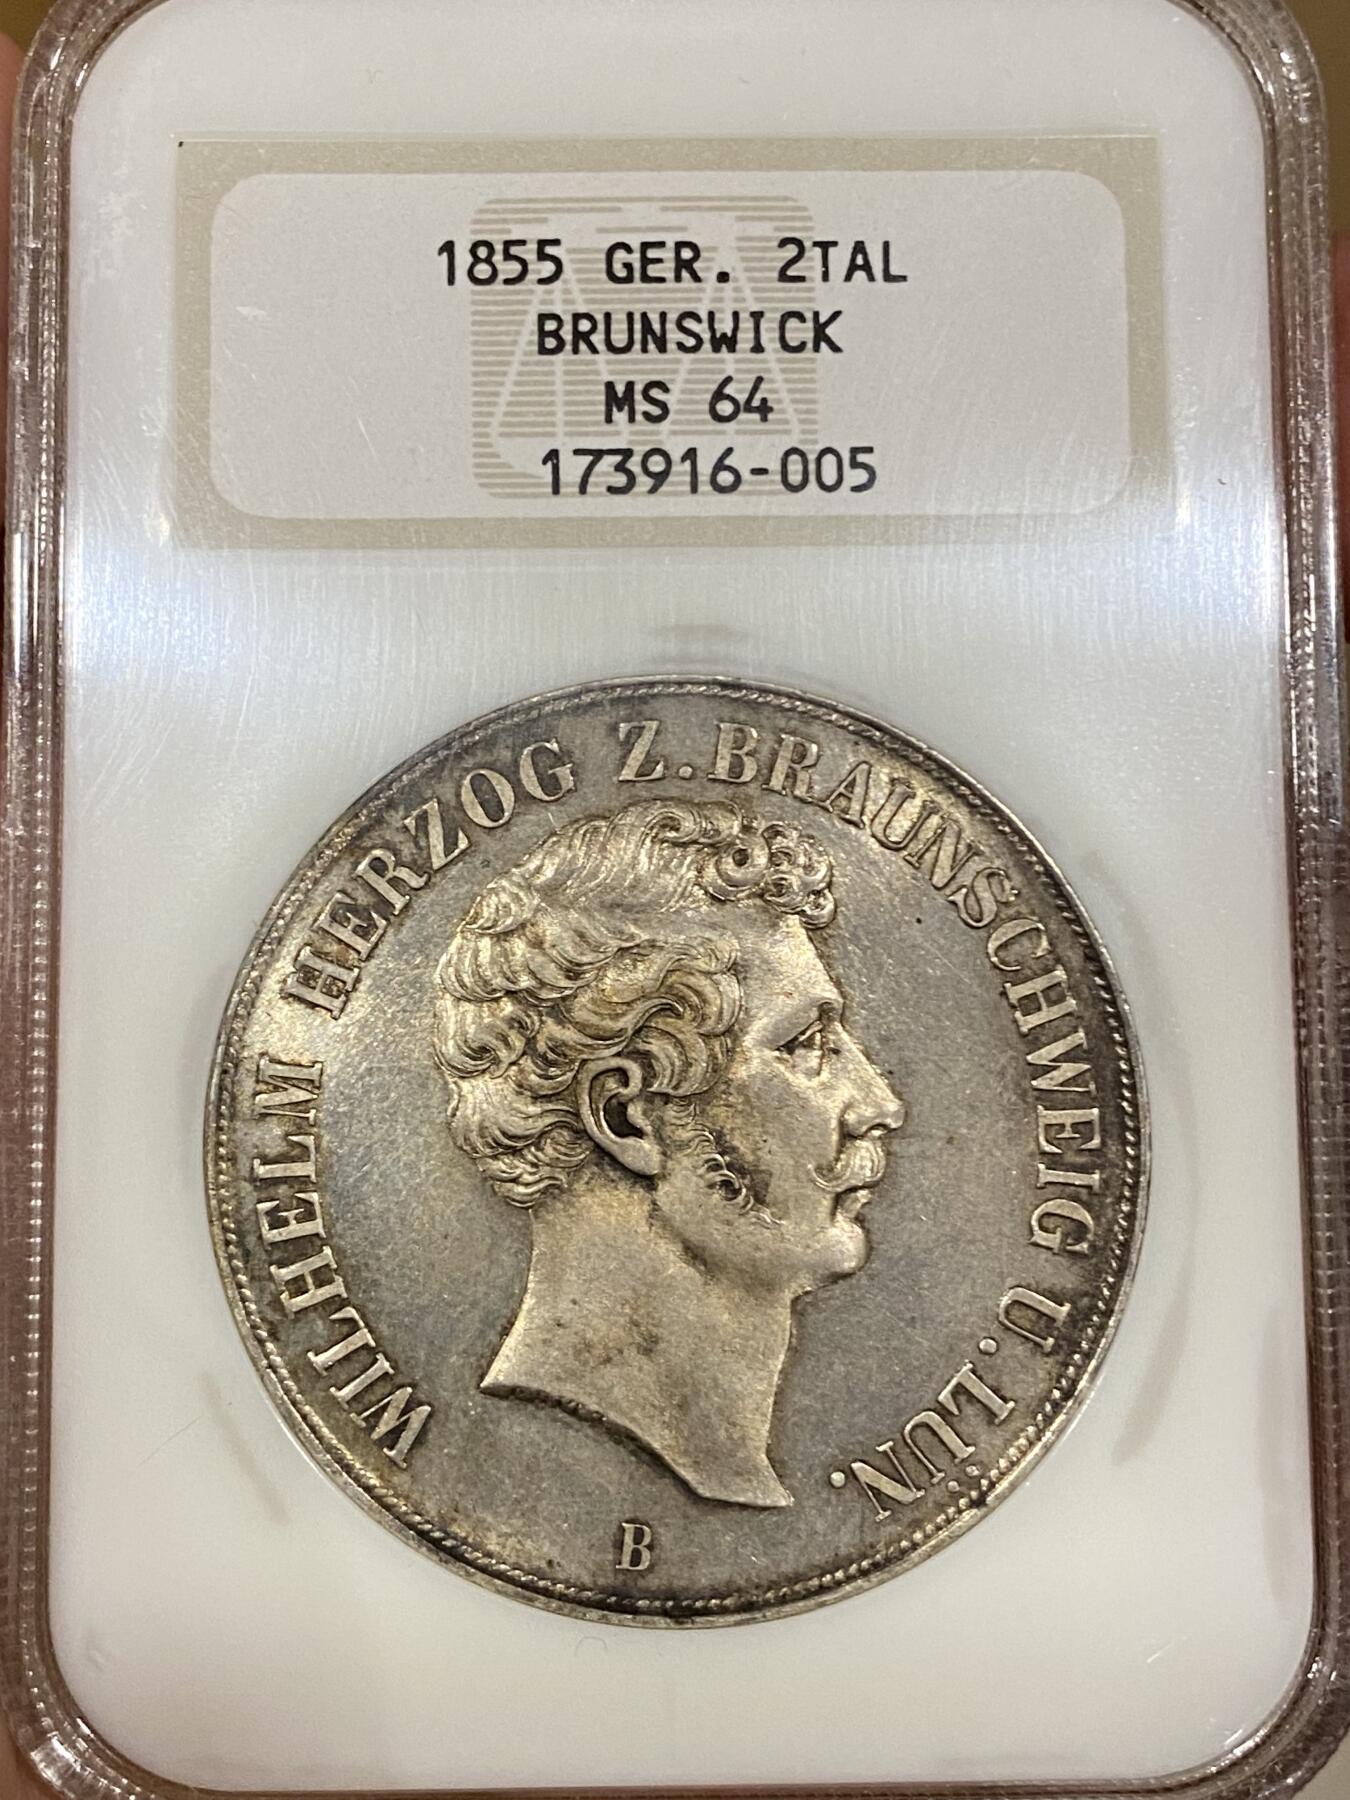 1855 GER. 2TAL
BRUNSWICK
MS 64
173916-005
WILHELM HERZOG Z.BRAUNSCHWEIG U.LÜN.
B